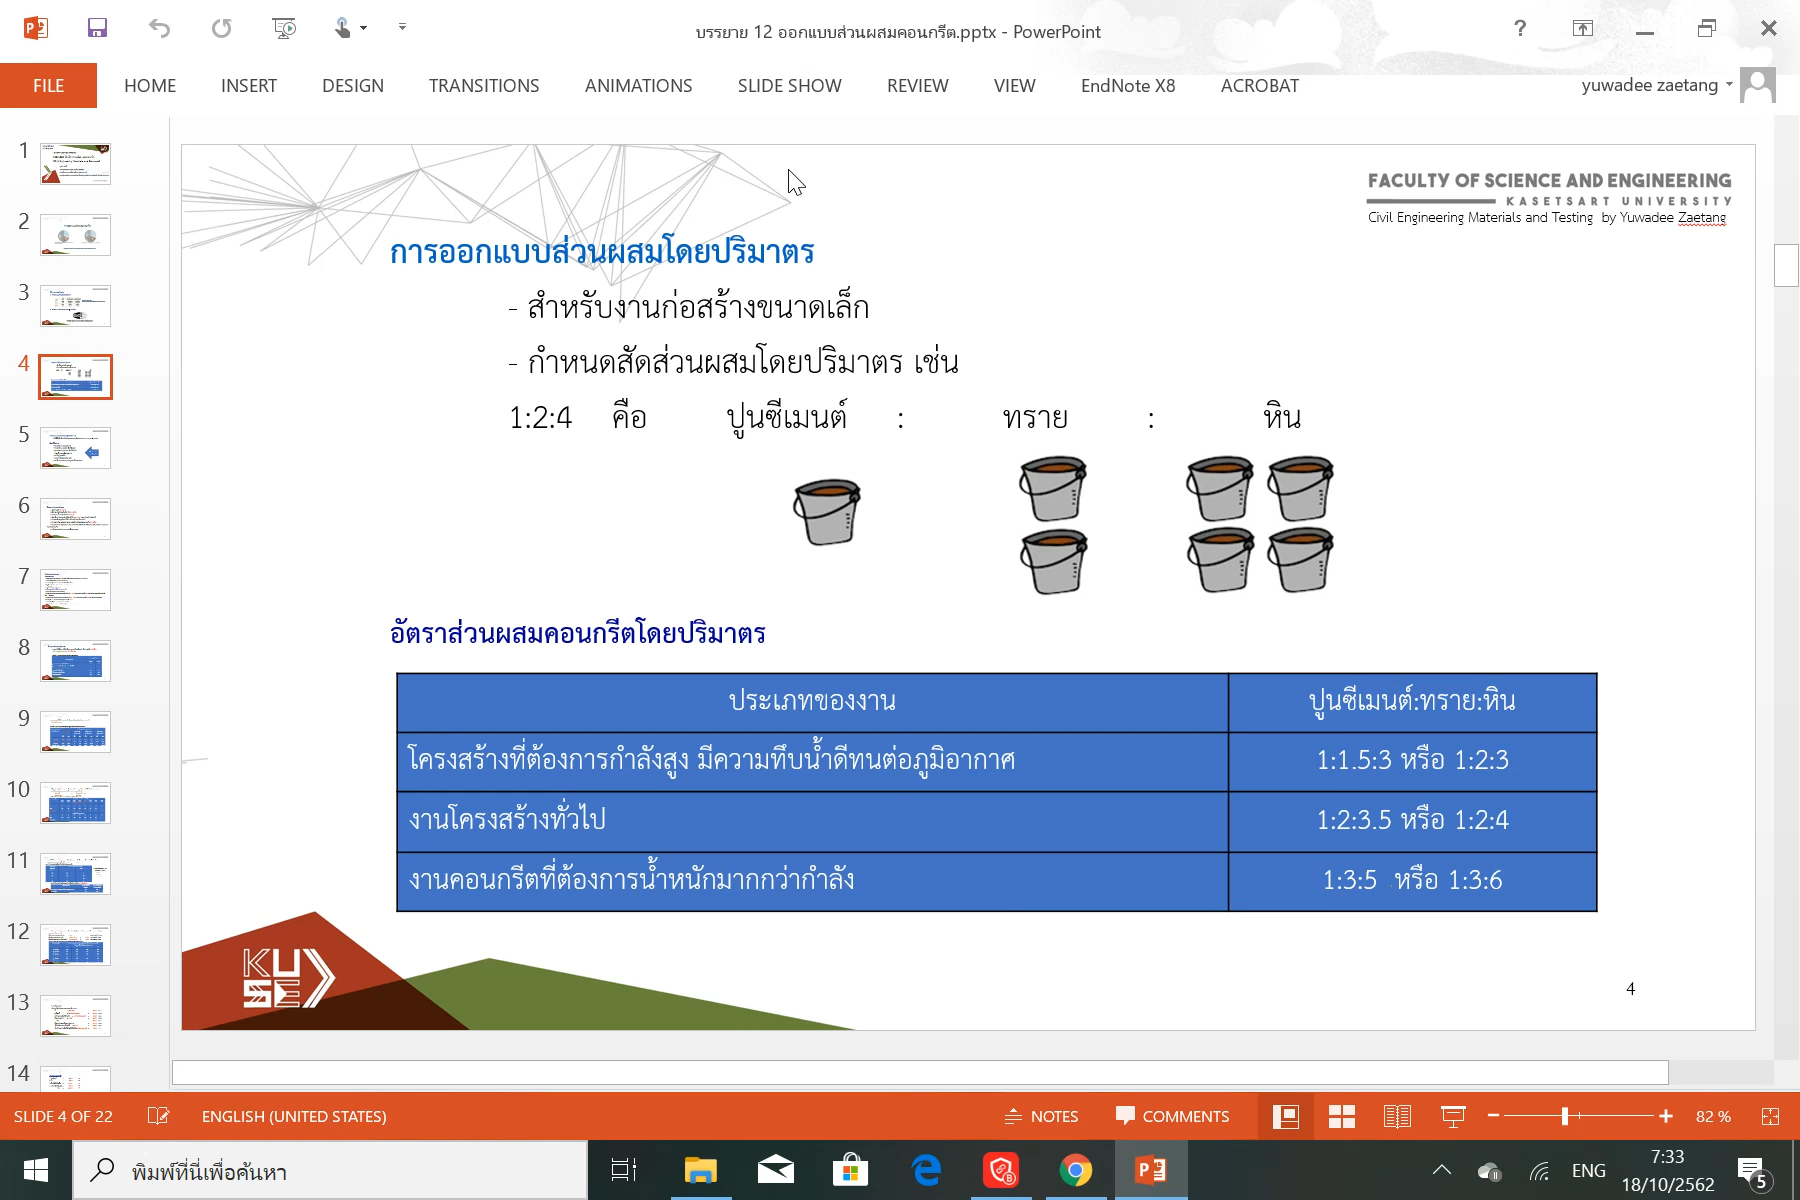 บรรยาย 12 ออกแบบส่วนผสมคอนกรีต.pptx - PowerPoint
FILE HOME INSERT DESIGN TRANSITIONS ANIMATIONS SLIDE SHOW REVIEW VIEW EndNote X8 ACROBAT yuwadee zaetang
1
2
3
4
5
6
7
8
9
10
11
12
13
14
FACULTY OF SCIENCE AND ENGINEERING
KASETSART UNIVERSITY
Civil Engineering Materials and Testing by Yuwadee Zaetang
การออกแบบส่วนผสมโดยปริมาตร
- สำหรับงานก่อสร้างขนาดเล็ก
- กำหนดสัดส่วนผสมโดยปริมาตร เช่น
1:2:4 คือ ปูนซีเมนต์ : ทราย : หิน
อัตราส่วนผสมคอนกรีตโดยปริมาตร
ประเภทของงาน ปูนซีเมนต์:ทราย:หิน
โครงสร้างที่ต้องการกำลังสูง มีความทึบน้ำดีทนต่อภูมิอากาศ 1:1.5:3 หรือ 1:2:3
งานโครงสร้างทั่วไป 1:2:3.5 หรือ 1:2:4
งานคอนกรีตที่ต้องการน้ำหนักมากกว่ากำลัง 1:3:5 หรือ 1:3:6
KU
SE
4
SLIDE 4 OF 22 ENGLISH (UNITED STATES) NOTES COMMENTS 82 %
พิมพ์ที่นี่เพื่อค้นหา ENG 7:33
18/10/2562 5